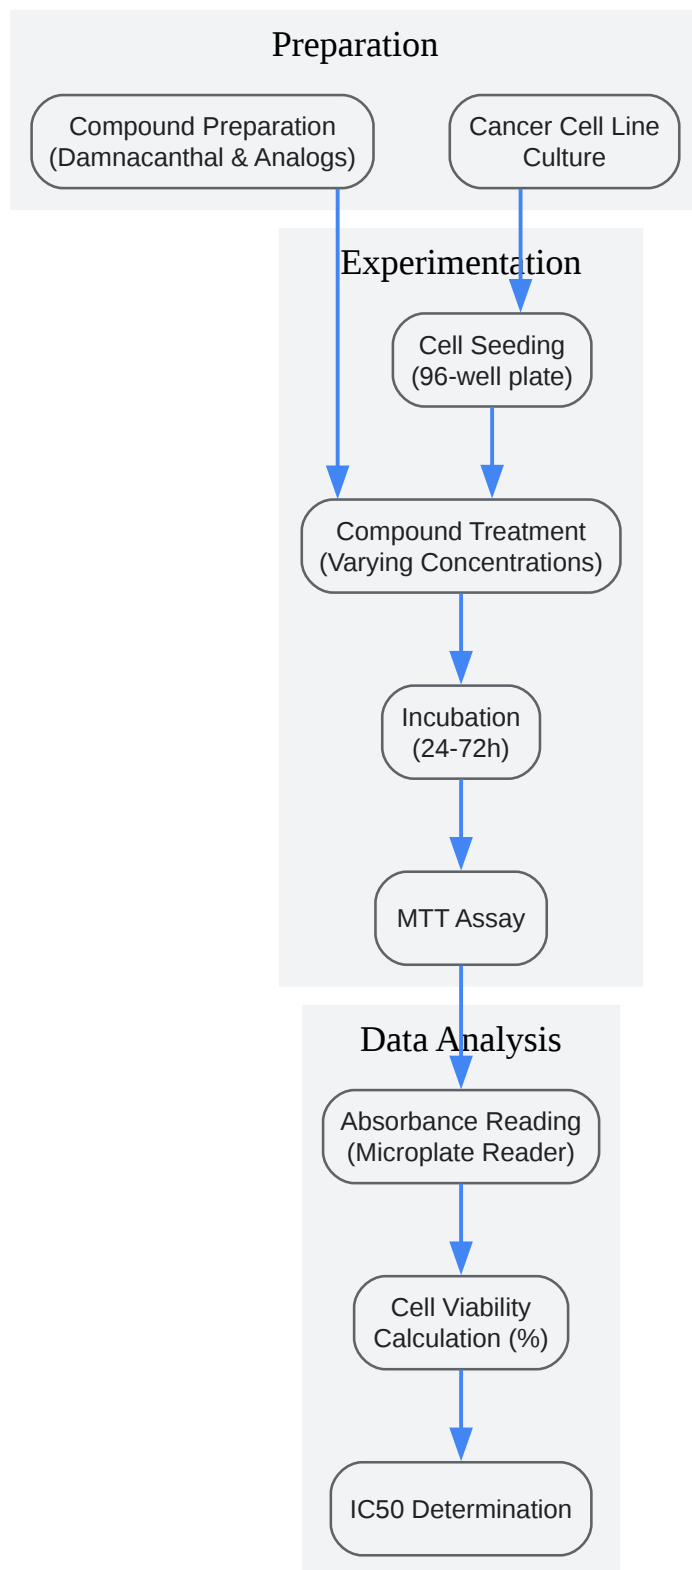 Preparation
Compound Preparation
(Damnacanthal & Analogs)
Cancer Cell Line
Culture
Experimentation
Cell Seeding
(96-well plate)
Compound Treatment
(Varying Concentrations)
Incubation
(24-72h)
MTT Assay
Data Analysis
Absorbance Reading
(Microplate Reader)
Cell Viability
Calculation (%)
IC50 Determination